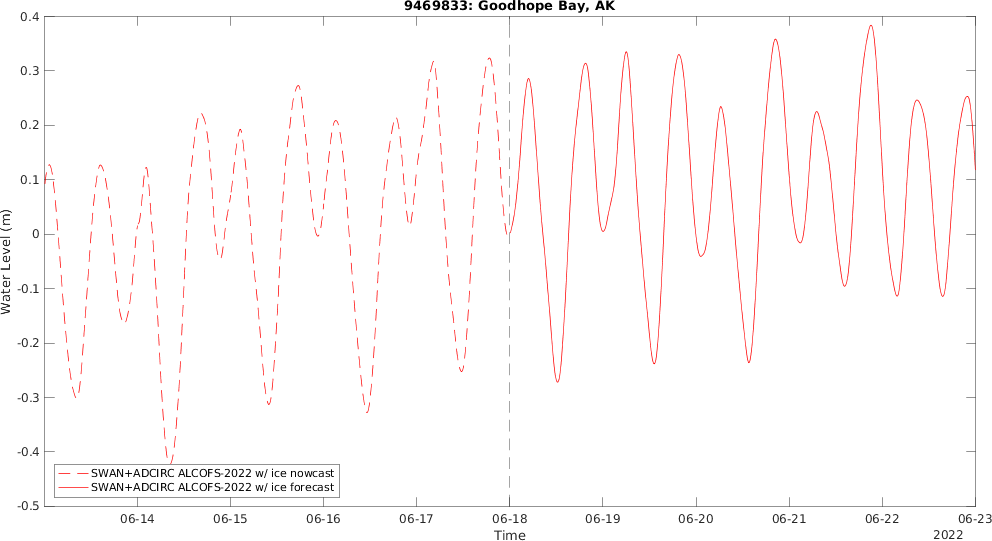 9469833: Goodhope Bay, AK
Water Level (m)
0.4
0.3
0.2
0.1
0
-0.1
-0.2
-0.3
-0.4
-0.5
SWAN+ADCIRC ALCOFS-2022 w/ ice nowcast
SWAN+ADCIRC ALCOFS-2022 w/ ice forecast
06-14 06-15 06-16 06-17 06-18 06-19 06-20 06-21 06-22 06-23
Time
2022